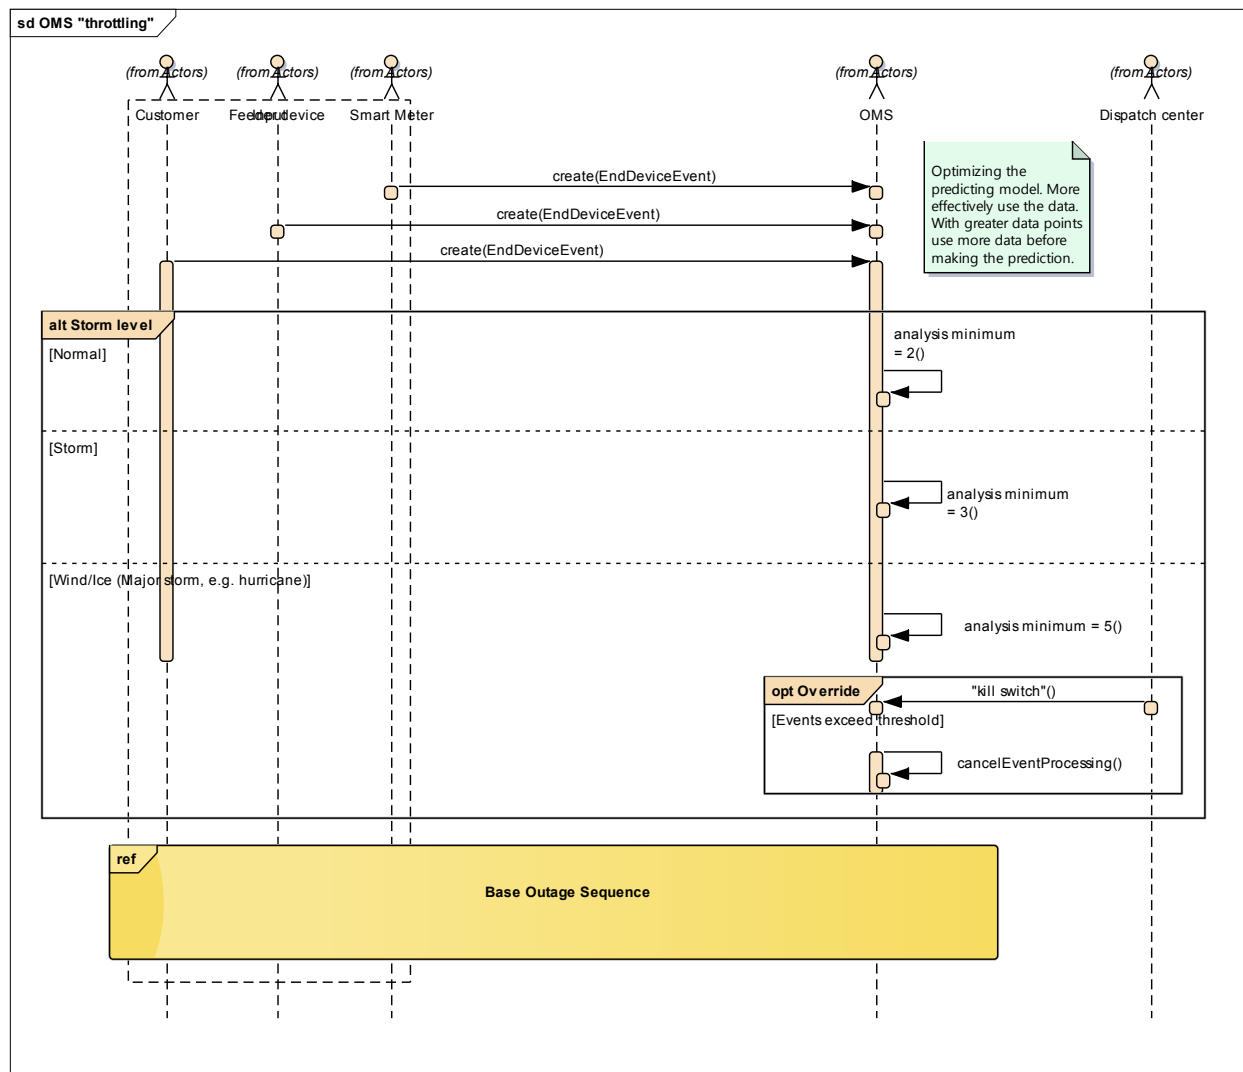 sd OMS "throttling"
(from Actors)
(from Actors)
(from Actors)
(from Actors)
(from Actors)
Customer
Feeder device
Input
Smart Meter
OMS
Dispatch center
Optimizing the
predicting model. More
effectively use the data.
With greater data points
use more data before
making the prediction.
create(EndDeviceEvent)
create(EndDeviceEvent)
create(EndDeviceEvent)
alt Storm level
[Normal]
analysis minimum
= 2()
[Storm]
analysis minimum
= 3()
[Wind/Ice (Major storm, e.g. hurricane)]
analysis minimum = 5()
opt Override
"kill switch"()
[Events exceed threshold]
cancelEventProcessing()
ref
Base Outage Sequence